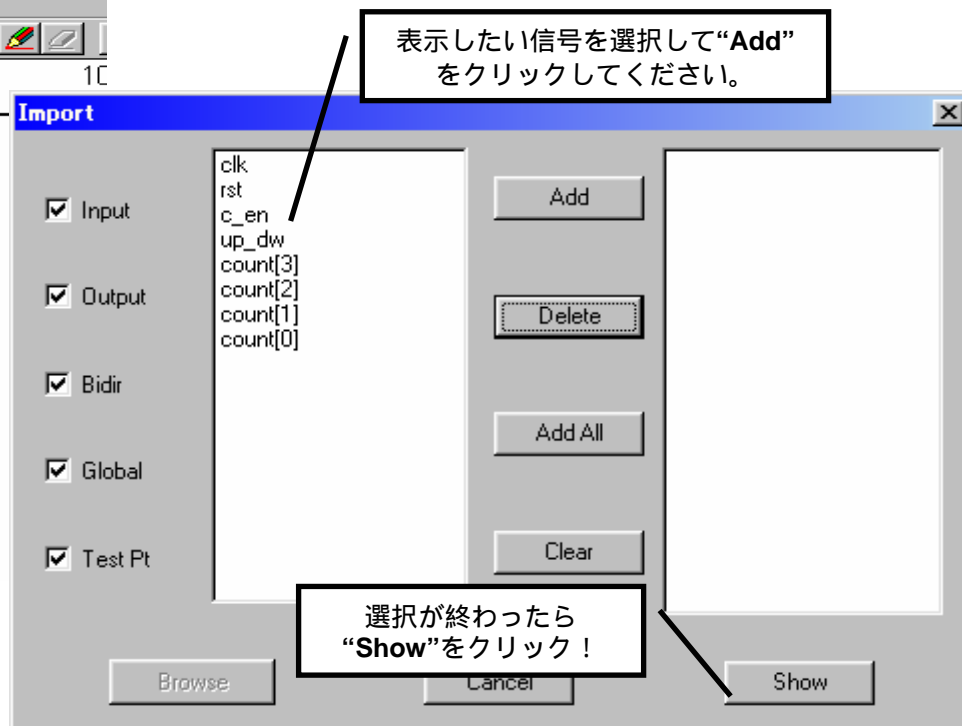 表示したい信号を選択して“Add”
をクリックしてください。
10
Import
Input
Output
Bidir
Global
Test Pt
clk
rst
c_en
up_dw
count[3]
count[2]
count[1]
count[0]
Add
Delete
Add All
Clear
選択が終わったら
“Show”をクリック！
Browse
Cancel
Show